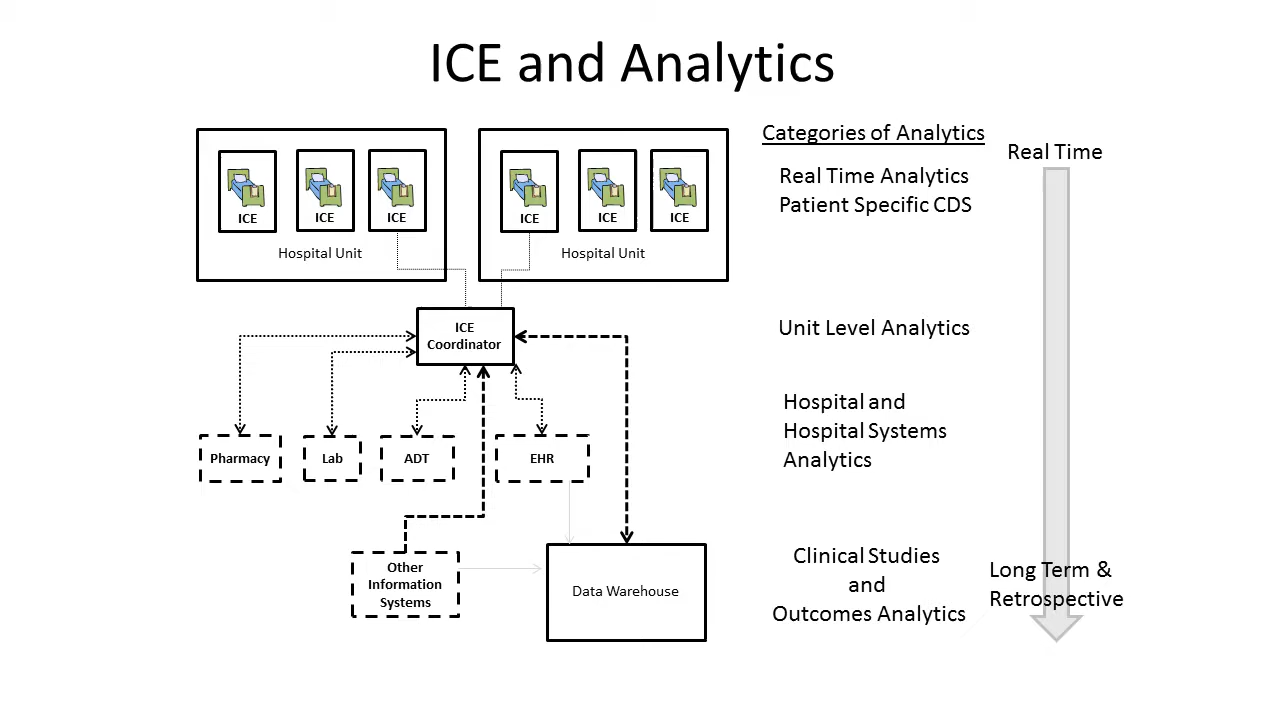 ICE and Analytics
ICE
ICE
ICE
Hospital Unit
ICE
ICE
ICE
Hospital Unit
ICE
Coordinator
Pharmacy
Lab
ADT
EHR
Other
Information
Systems
Data Warehouse
Categories of Analytics
Real Time Analytics
Patient Specific CDS
Unit Level Analytics
Hospital and
Hospital Systems
Analytics
Clinical Studies
and
Outcomes Analytics
Real Time
Long Term &
Retrospective